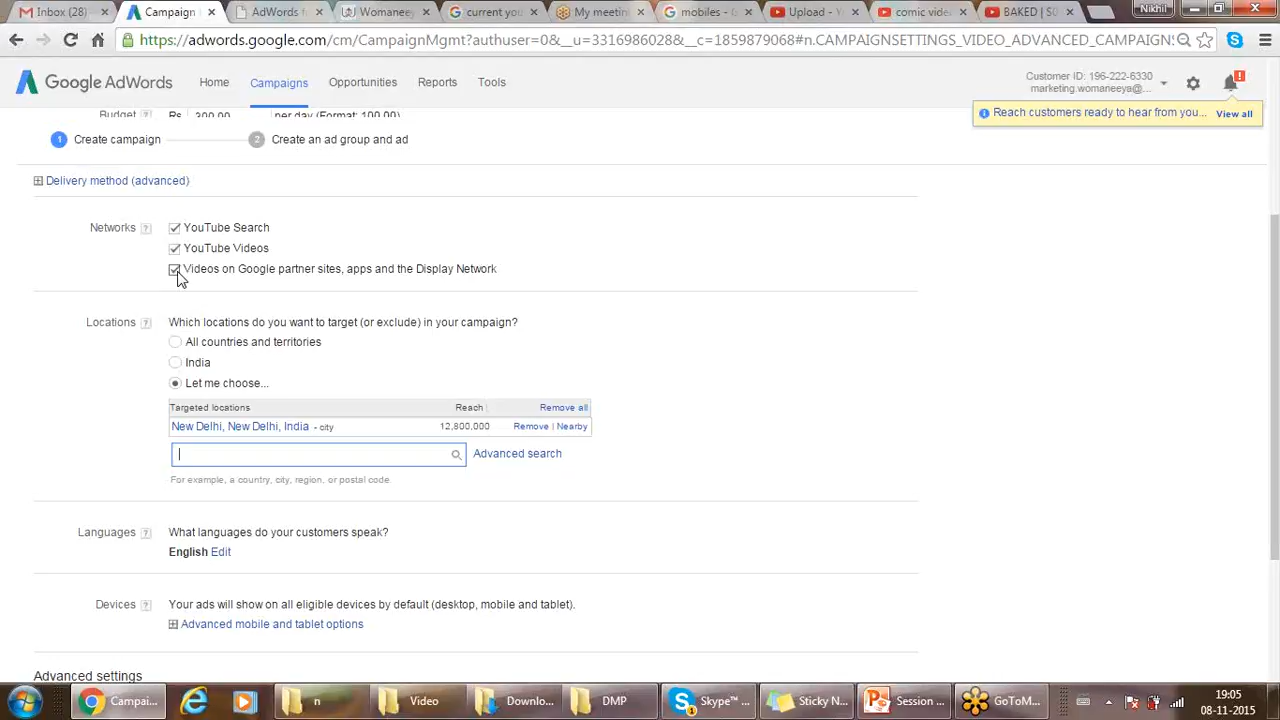 Inbox (28)
Campaign
AdWords f
Womanee
current yo
My meetin
mobiles - G
Upload - Y
comic vide
BAKED | S0
Nikhil
https://adwords.google.com/cm/CampaignMgmt?authuser=0&__u=3316986028&__c=1859879068#n.CAMPAIGNSETTINGS_VIDEO_ADVANCED_CAMPAIGNS
Google AdWords
Home
Campaigns
Opportunities
Reports
Tools
Customer ID: 196-222-6330
marketing.womaneeya@...
Reach customers ready to hear from you...
View all
Budget ? Rs 300.00 per day (Format: 100.00)
1 Create campaign
2 Create an ad group and ad
Delivery method (advanced)
Networks ?
YouTube Search
YouTube Videos
Videos on Google partner sites, apps and the Display Network
Locations ?
Which locations do you want to target (or exclude) in your campaign?
All countries and territories
India
Let me choose...
Targeted locations Reach Remove all
New Delhi, New Delhi, India - city 12,800,000 Remove | Nearby
Advanced search
For example, a country, city, region, or postal code.
Languages ?
What languages do your customers speak?
English Edit
Devices ?
Your ads will show on all eligible devices by default (desktop, mobile and tablet).
Advanced mobile and tablet options
Advanced settings
Campai...
n
Video
Downlo...
DMP
Skype™ ...
Sticky N...
Session ...
GoToM...
19:05
08-11-2015